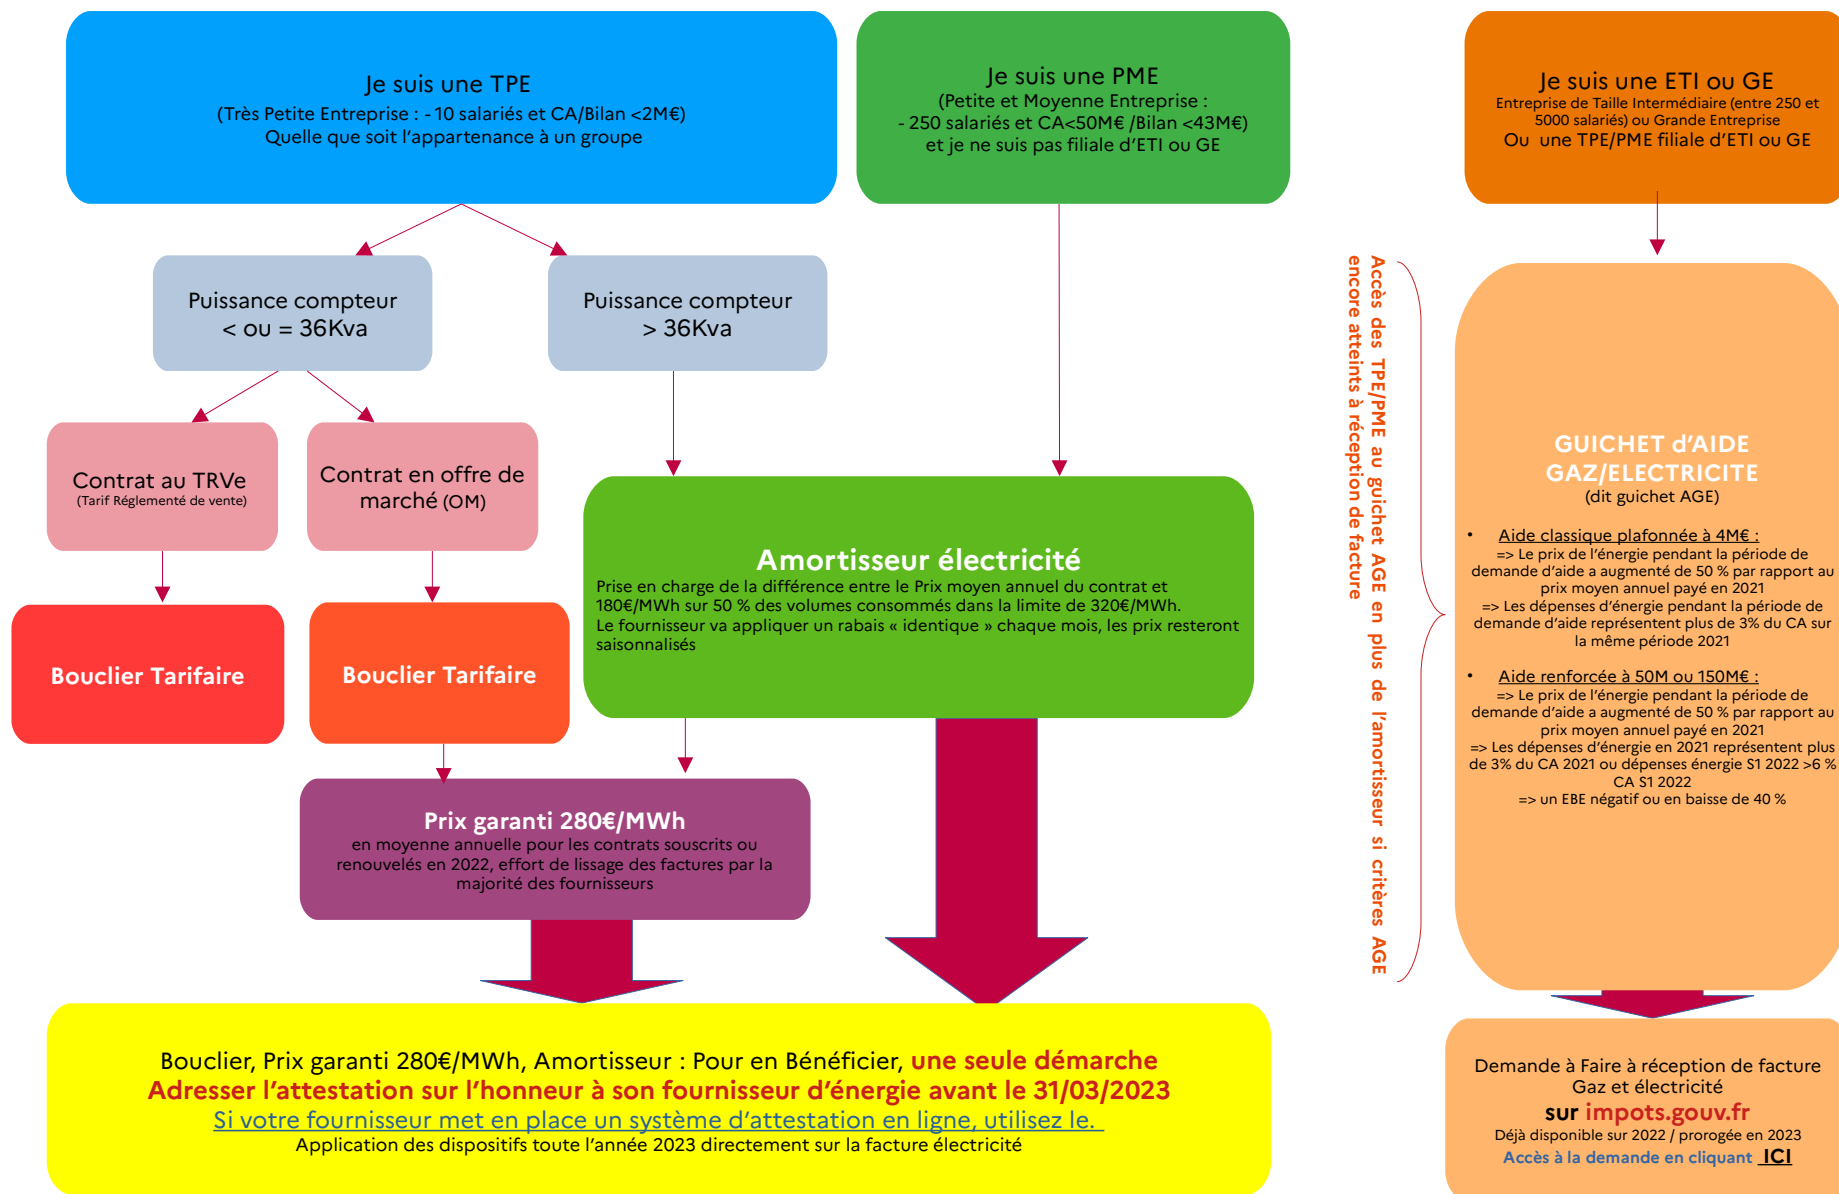 Je suis une TPE
(Très Petite Entreprise : - 10 salariés et CA/Bilan <2M€)
Quelle que soit l'appartenance à un groupe
Je suis une PME
(Petite et Moyenne Entreprise :
- 250 salariés et CA<50M€ /Bilan <43M€)
et je ne suis pas filiale d'ETI ou GE
Je suis une ETI ou GE
Entreprise de Taille Intermédiaire (entre 250 et
5000 salariés) ou Grande Entreprise
Ou une TPE/PME filiale d'ETI ou GE
Puissance compteur
< ou = 36Kva
Puissance compteur
> 36Kva
Contrat au TRVe
(Tarif Réglementé de vente)
Contrat en offre de
marché (OM)
Bouclier Tarifaire
Bouclier Tarifaire
Amortisseur électricité
Prise en charge de la différence entre le Prix moyen annuel du contrat et
180€/MWh sur 50 % des volumes consommés dans la limite de 320€/MWh.
Le fournisseur va appliquer un rabais « identique » chaque mois, les prix resteront
saisonnalisés
Prix garanti 280€/MWh
en moyenne annuelle pour les contrats souscrits ou
renouvelés en 2022, effort de lissage des factures par la
majorité des fournisseurs
Accès des TPE/PME au guichet AGE en plus de l'amortisseur si critères AGE
encore atteints à réception de facture
GUICHET d'AIDE
GAZ/ELECTRICITE
(dit guichet AGE)
• Aide classique plafonnée à 4M€ :
=> Le prix de l'énergie pendant la période de
demande d'aide a augmenté de 50 % par rapport au
prix moyen annuel payé en 2021
=> Les dépenses d'énergie pendant la période de
demande d'aide représentent plus de 3% du CA sur
la même période 2021
• Aide renforcée à 50M ou 150M€ :
=> Le prix de l'énergie pendant la période de
demande d'aide a augmenté de 50 % par rapport au
prix moyen annuel payé en 2021
=> Les dépenses d'énergie en 2021 représentent plus
de 3% du CA 2021 ou dépenses énergie S1 2022 >6 %
CA S1 2022
=> un EBE négatif ou en baisse de 40 %
Bouclier, Prix garanti 280€/MWh, Amortisseur : Pour en Bénéficier, une seule démarche
Adresser l'attestation sur l'honneur à son fournisseur d'énergie avant le 31/03/2023
Si votre fournisseur met en place un système d'attestation en ligne, utilisez le.
Application des dispositifs toute l'année 2023 directement sur la facture électricité
Demande à Faire à réception de facture
Gaz et électricité
sur impots.gouv.fr
Déjà disponible sur 2022 / prorogée en 2023
Accès à la demande en cliquant ICI